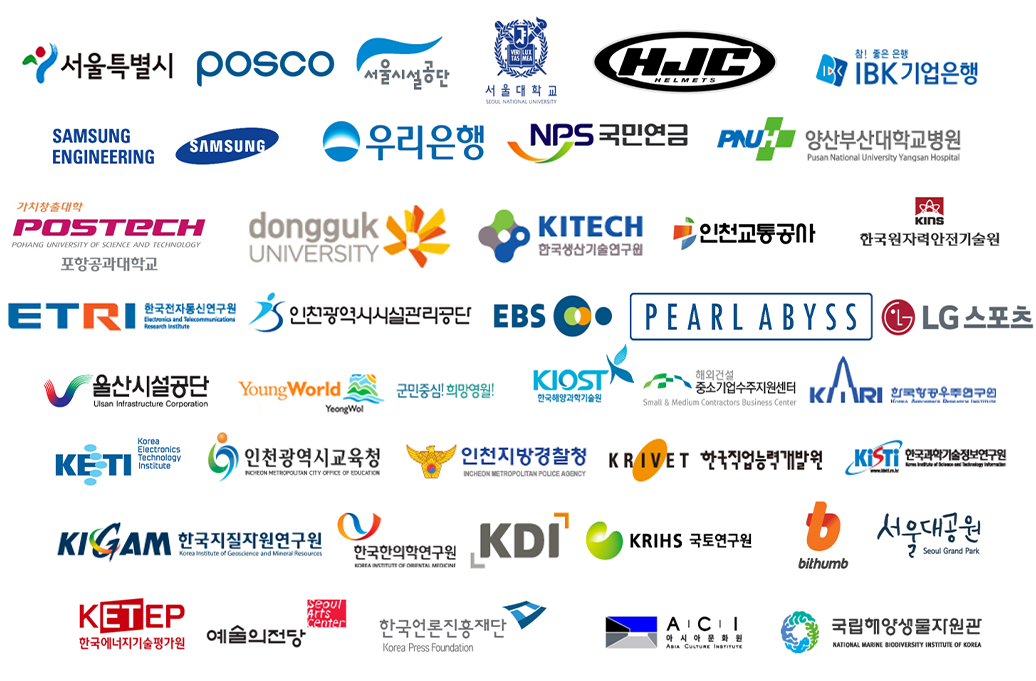 서울특별시
posco
서울시설공단
VERI
LUX
TAS
MEA
서울대학교
SEOUL NATIONAL UNIVERSITY
HJC
HELMETS
참! 좋은 은행
IBK
IBK기업은행
SAMSUNG
ENGINEERING
SAMSUNG
우리은행
NPS 국민연금
PNUH
양산부산대학교병원
Pusan National University Yangsan Hospital
가치창출대학
POSTECH
POHANG UNIVERSITY OF SCIENCE AND TECHNOLOGY
포항공과대학교
dongguk
UNIVERSITY
KITECH
한국생산기술연구원
인천교통공사
KINS
한국원자력안전기술원
ETRI
한국전자통신연구원
Electronics and Telecommunications
Research Institute
인천광역시시설관리공단
EBS
PEARL ABYSS
LG스포츠
울산시설공단
Ulsan Infrastructure Corporation
YoungWorld
YeongWol
군민중심! 희망영월!
KIOST
한국해양과학기술원
해외건설
중소기업수주지원센터
Small & Medium Contractors Business Center
KARI
한국항공우주연구원
Korea Aerospace Research Institute
KETI
Korea
Electronics
Technology
Institute
인천광역시교육청
INCHEON METROPOLITAN CITY OFFICE OF EDUCATION
인천지방경찰청
INCHEON METROPOLITAN POLICE AGENCY
KRIVET 한국직업능력개발원
KiSTi
www.kisti.re.kr
한국과학기술정보연구원
Korea Institute of Science and Technology Information
KIGAM
한국지질자원연구원
Korea Institute of Geoscience and Mineral Resources
한국한의학연구원
KOREA INSTITUTE OF ORIENTAL MEDICINE
KDI
KRIHS 국토연구원
b
bithumb
서울대공원
Seoul Grand Park
KETEP
한국에너지기술평가원
예술의전당
Seoul
Arts
Center
한국언론진흥재단
Korea Press Foundation
A C I
아시아문화원
ASIA CULTURE INSTITUTE
국립해양생물자원관
NATIONAL MARINE BIODIVERSITY INSTITUTE OF KOREA